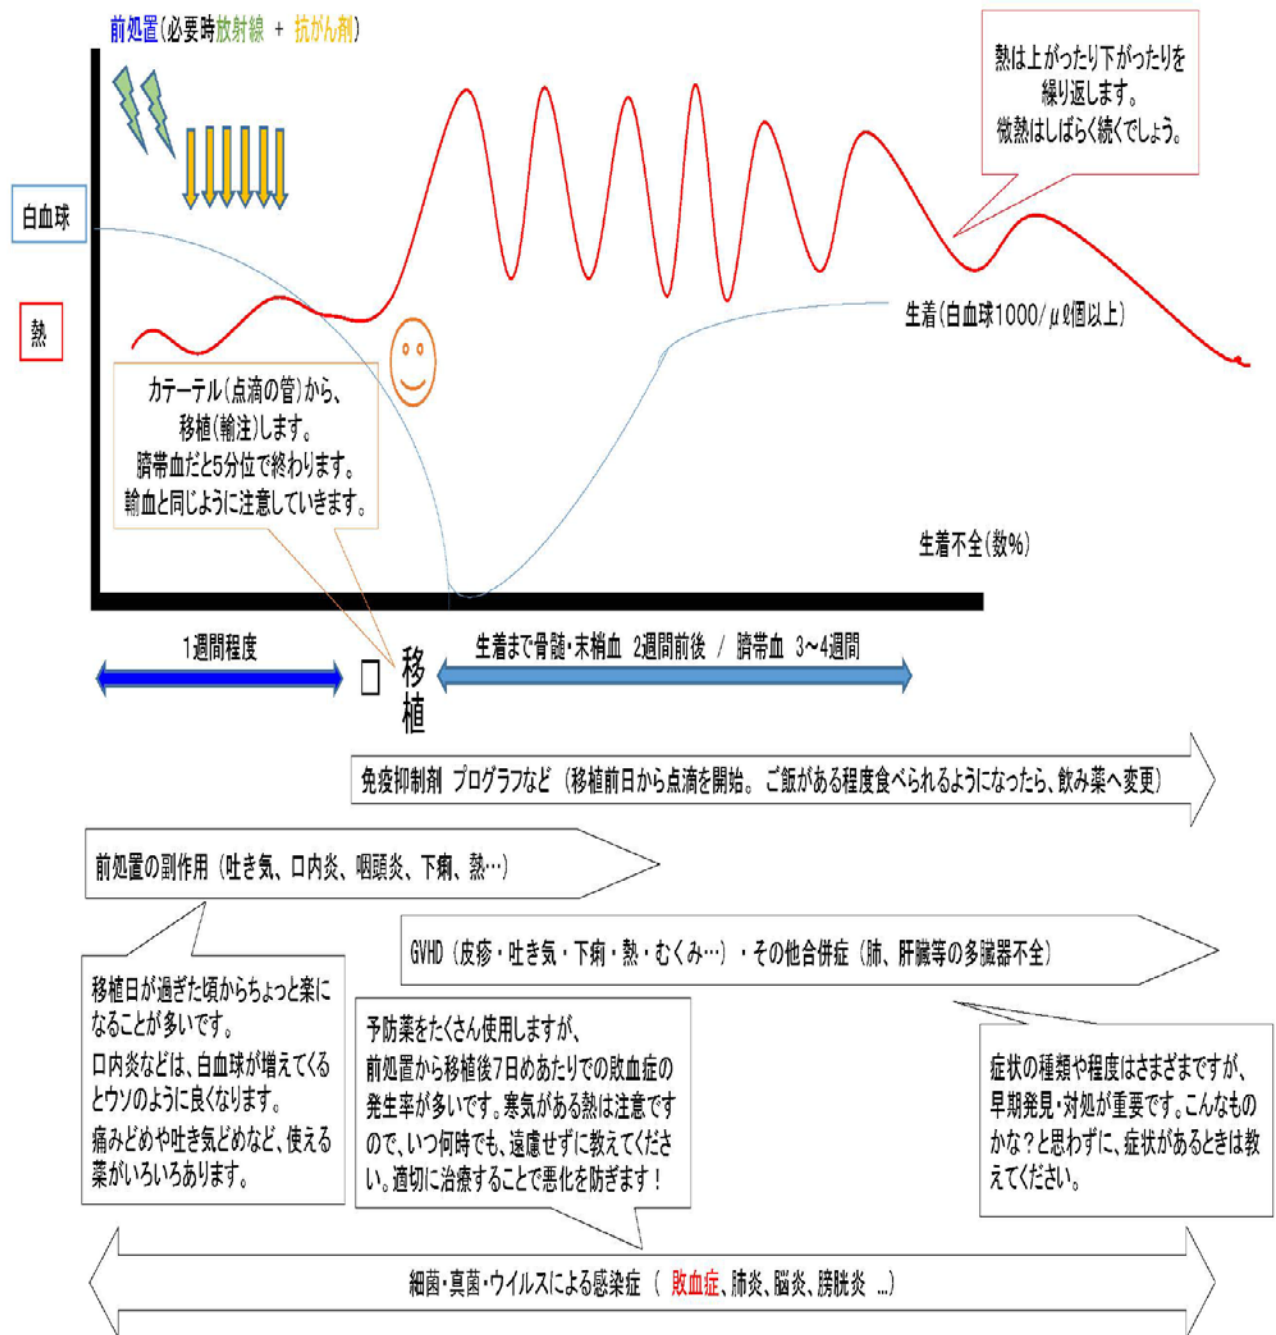 前処置(必要時放射線 + 抗がん剤)
熱は上がったり下がったりを
繰り返します。
微熱はしばらく続くでしょう。
白血球
熱
生着(白血球1000/μℓ個以上)
カテーテル(点滴の管)から、
移植(輸注)します。
臍帯血だと5分位で終わります。
輸血と同じように注意していきます。
生着不全(数%)
1週間程度
移植
生着まで骨髄・末梢血 2週間前後 / 臍帯血 3～4週間
免疫抑制剤 プログラフなど (移植前日から点滴を開始。 ご飯がある程度食べられるようになったら、飲み薬へ変更)
前処置の副作用 (吐き気、口内炎、咽頭炎、下痢、熱…)
GVHD (皮疹・吐き気・下痢・熱・むくみ…) ・その他合併症 (肺、肝臓等の多臓器不全)
移植日が過ぎた頃からちょっと楽に
なることが多いです。
口内炎などは、白血球が増えてくる
とウソのように良くなります。
痛みどめや吐き気どめなど、使える
薬がいろいろあります。
予防薬をたくさん使用しますが、
前処置から移植後7日めあたりでの敗血症の
発生率が多いです。寒気がある熱は注意です
ので、いつ何時でも、遠慮せずに教えてくださ
い。適切に治療することで悪化を防ぎます！
症状の種類や程度はさまざまですが、
早期発見・対処が重要です。こんなもの
かな？と思わずに、症状があるときは教
えてください。
細菌・真菌・ウイルスによる感染症 ( 敗血症、肺炎、脳炎、膀胱炎 …)